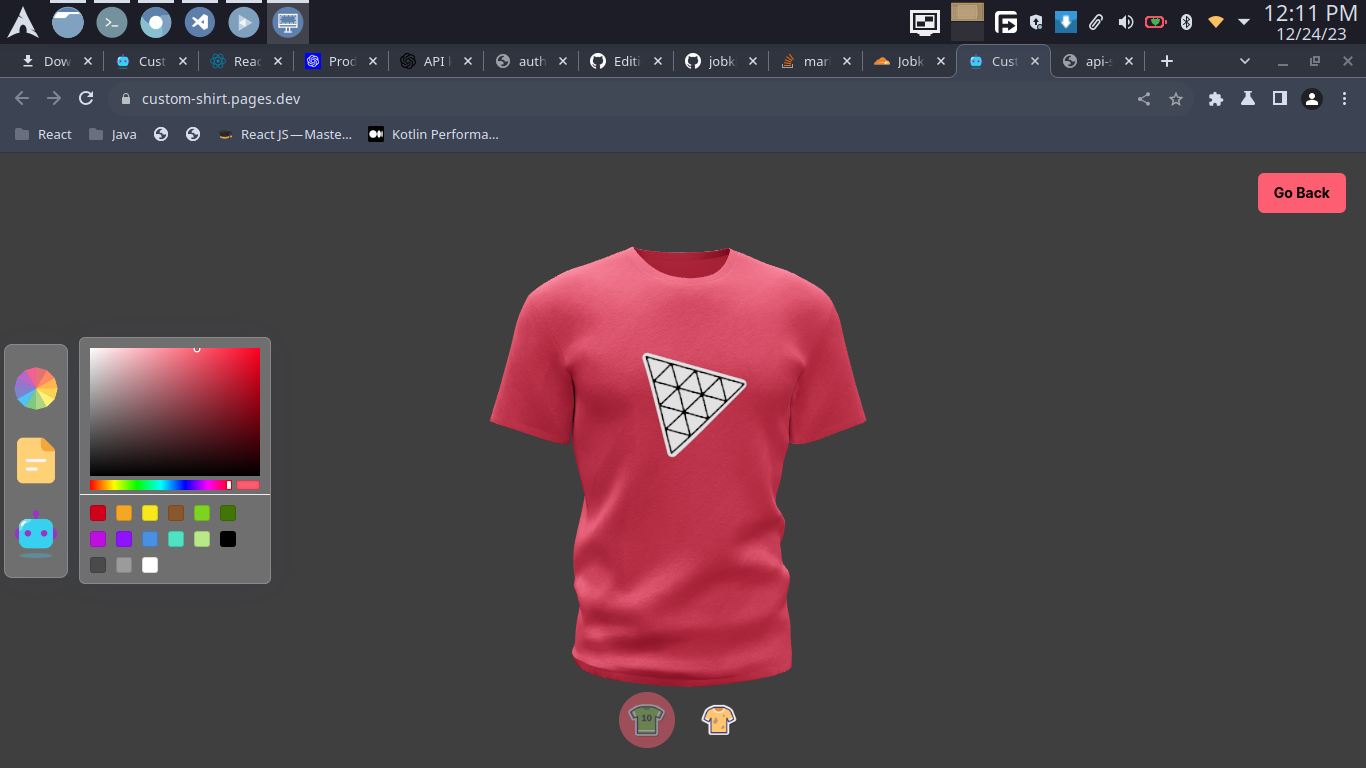 12:11 PM
12/24/23
Dow
Cust
Reac
Prod
API
auth
Editi
jobk
mar
Jobk
Cust
api-s
custom-shirt.pages.dev
React
Java
React JS — Maste...
Kotlin Performa...
Go Back
10